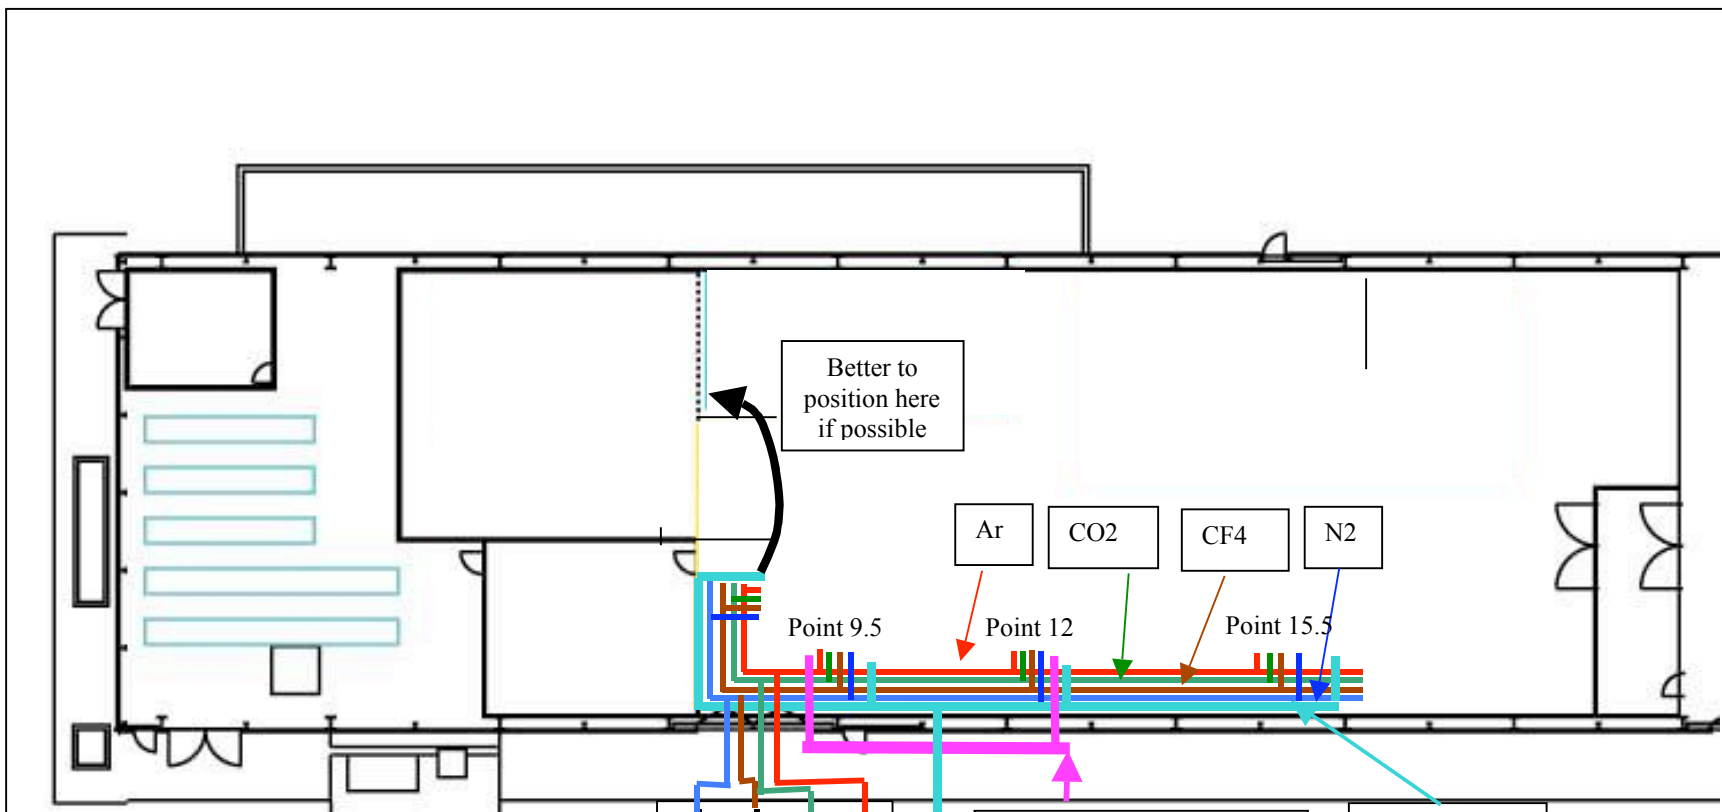 Better to
position here
if possible
Ar
CO2
CF4
N2
Point 9.5
Point 12
Point 15.5